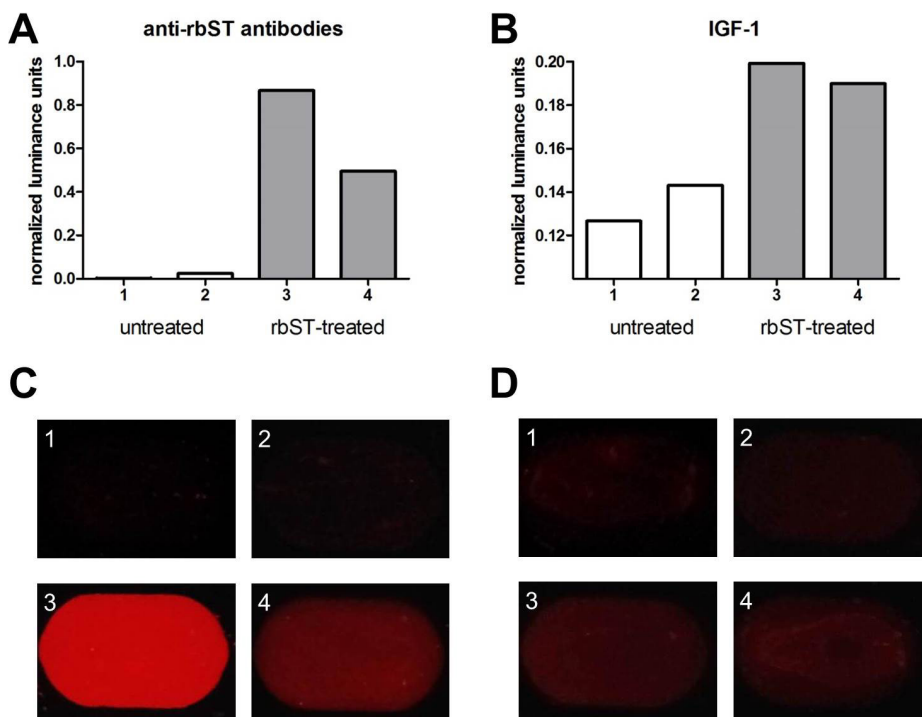 A
anti-rbST antibodies
normalized luminance units
1.0
0.8
0.6
0.4
0.2
0.0
1 2 3 4
untreated rbST-treated
B
IGF-1
normalized luminance units
0.20
0.18
0.16
0.14
0.12
1 2 3 4
untreated rbST-treated
C
1 2
3 4
D
1 2
3 4